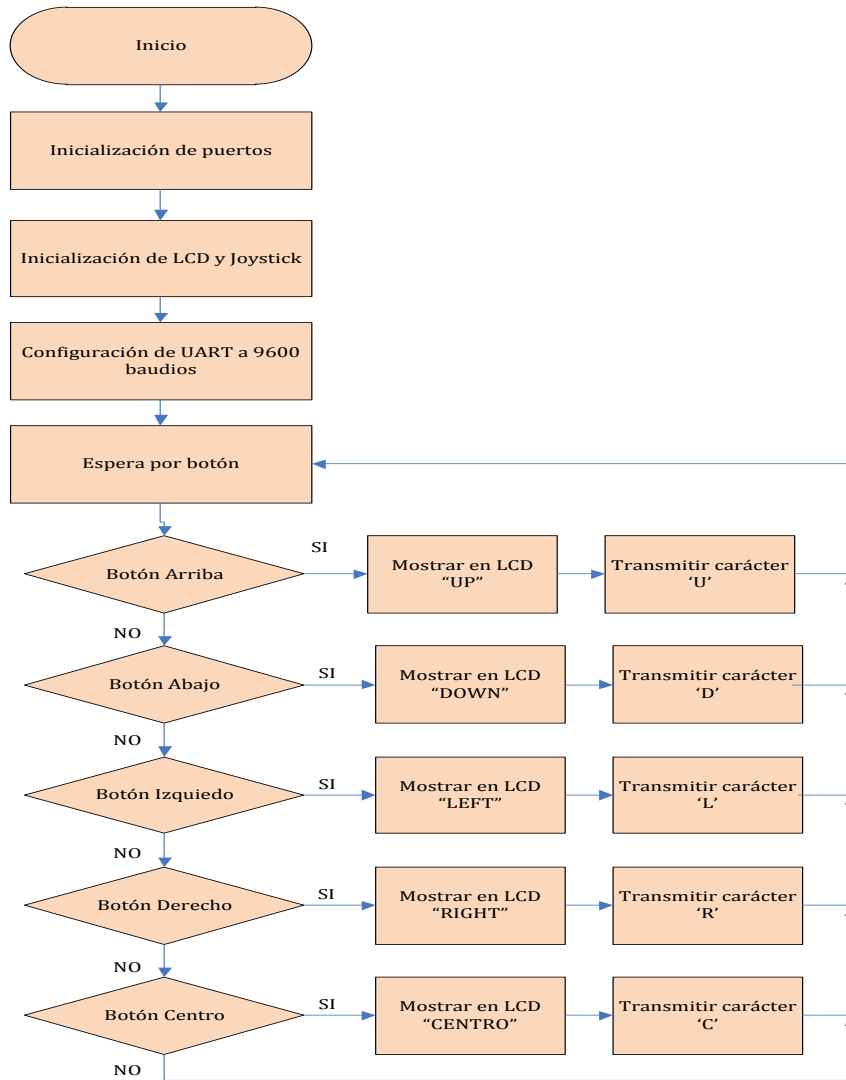 Inicio
Inicialización de puertos
Inicialización de LCD y Joystick
Configuración de UART a 9600
baudios
Espera por botón
Botón Arriba
SI
Mostrar en LCD
“UP”
Transmitir carácter
‘U’
NO
Botón Abajo
SI
Mostrar en LCD
“DOWN”
Transmitir carácter
‘D’
NO
Botón Izquiedo
SI
Mostrar en LCD
“LEFT”
Transmitir carácter
‘L’
NO
Botón Derecho
SI
Mostrar en LCD
“RIGHT”
Transmitir carácter
‘R’
NO
Botón Centro
SI
Mostrar en LCD
“CENTRO”
Transmitir carácter
‘C’
NO